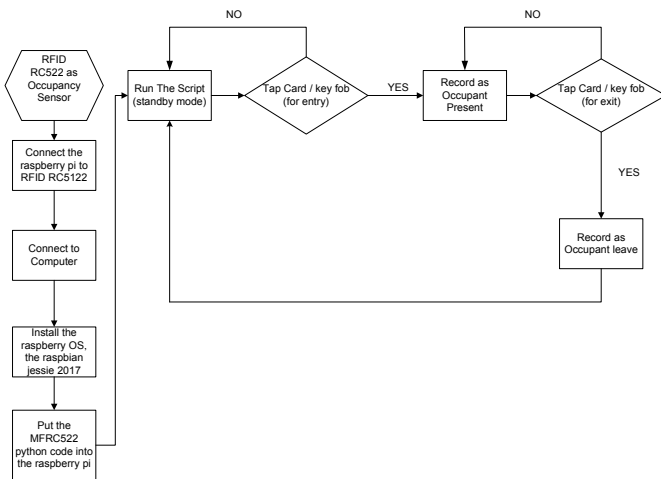 RFID
RC522 as
Occupancy
Sensor
Connect the
raspberry pi to
RFID RC5122
Connect to
Computer
Install the
raspberry OS,
the raspbian
jessie 2017
Put the
MFRC522
python code into
the raspberry pi
NO
Run The Script
(standby mode)
Tap Card / key fob
(for entry)
YES
NO
Record as
Occupant
Present
Tap Card / key fob
(for exit)
YES
Record as
Occupant leave